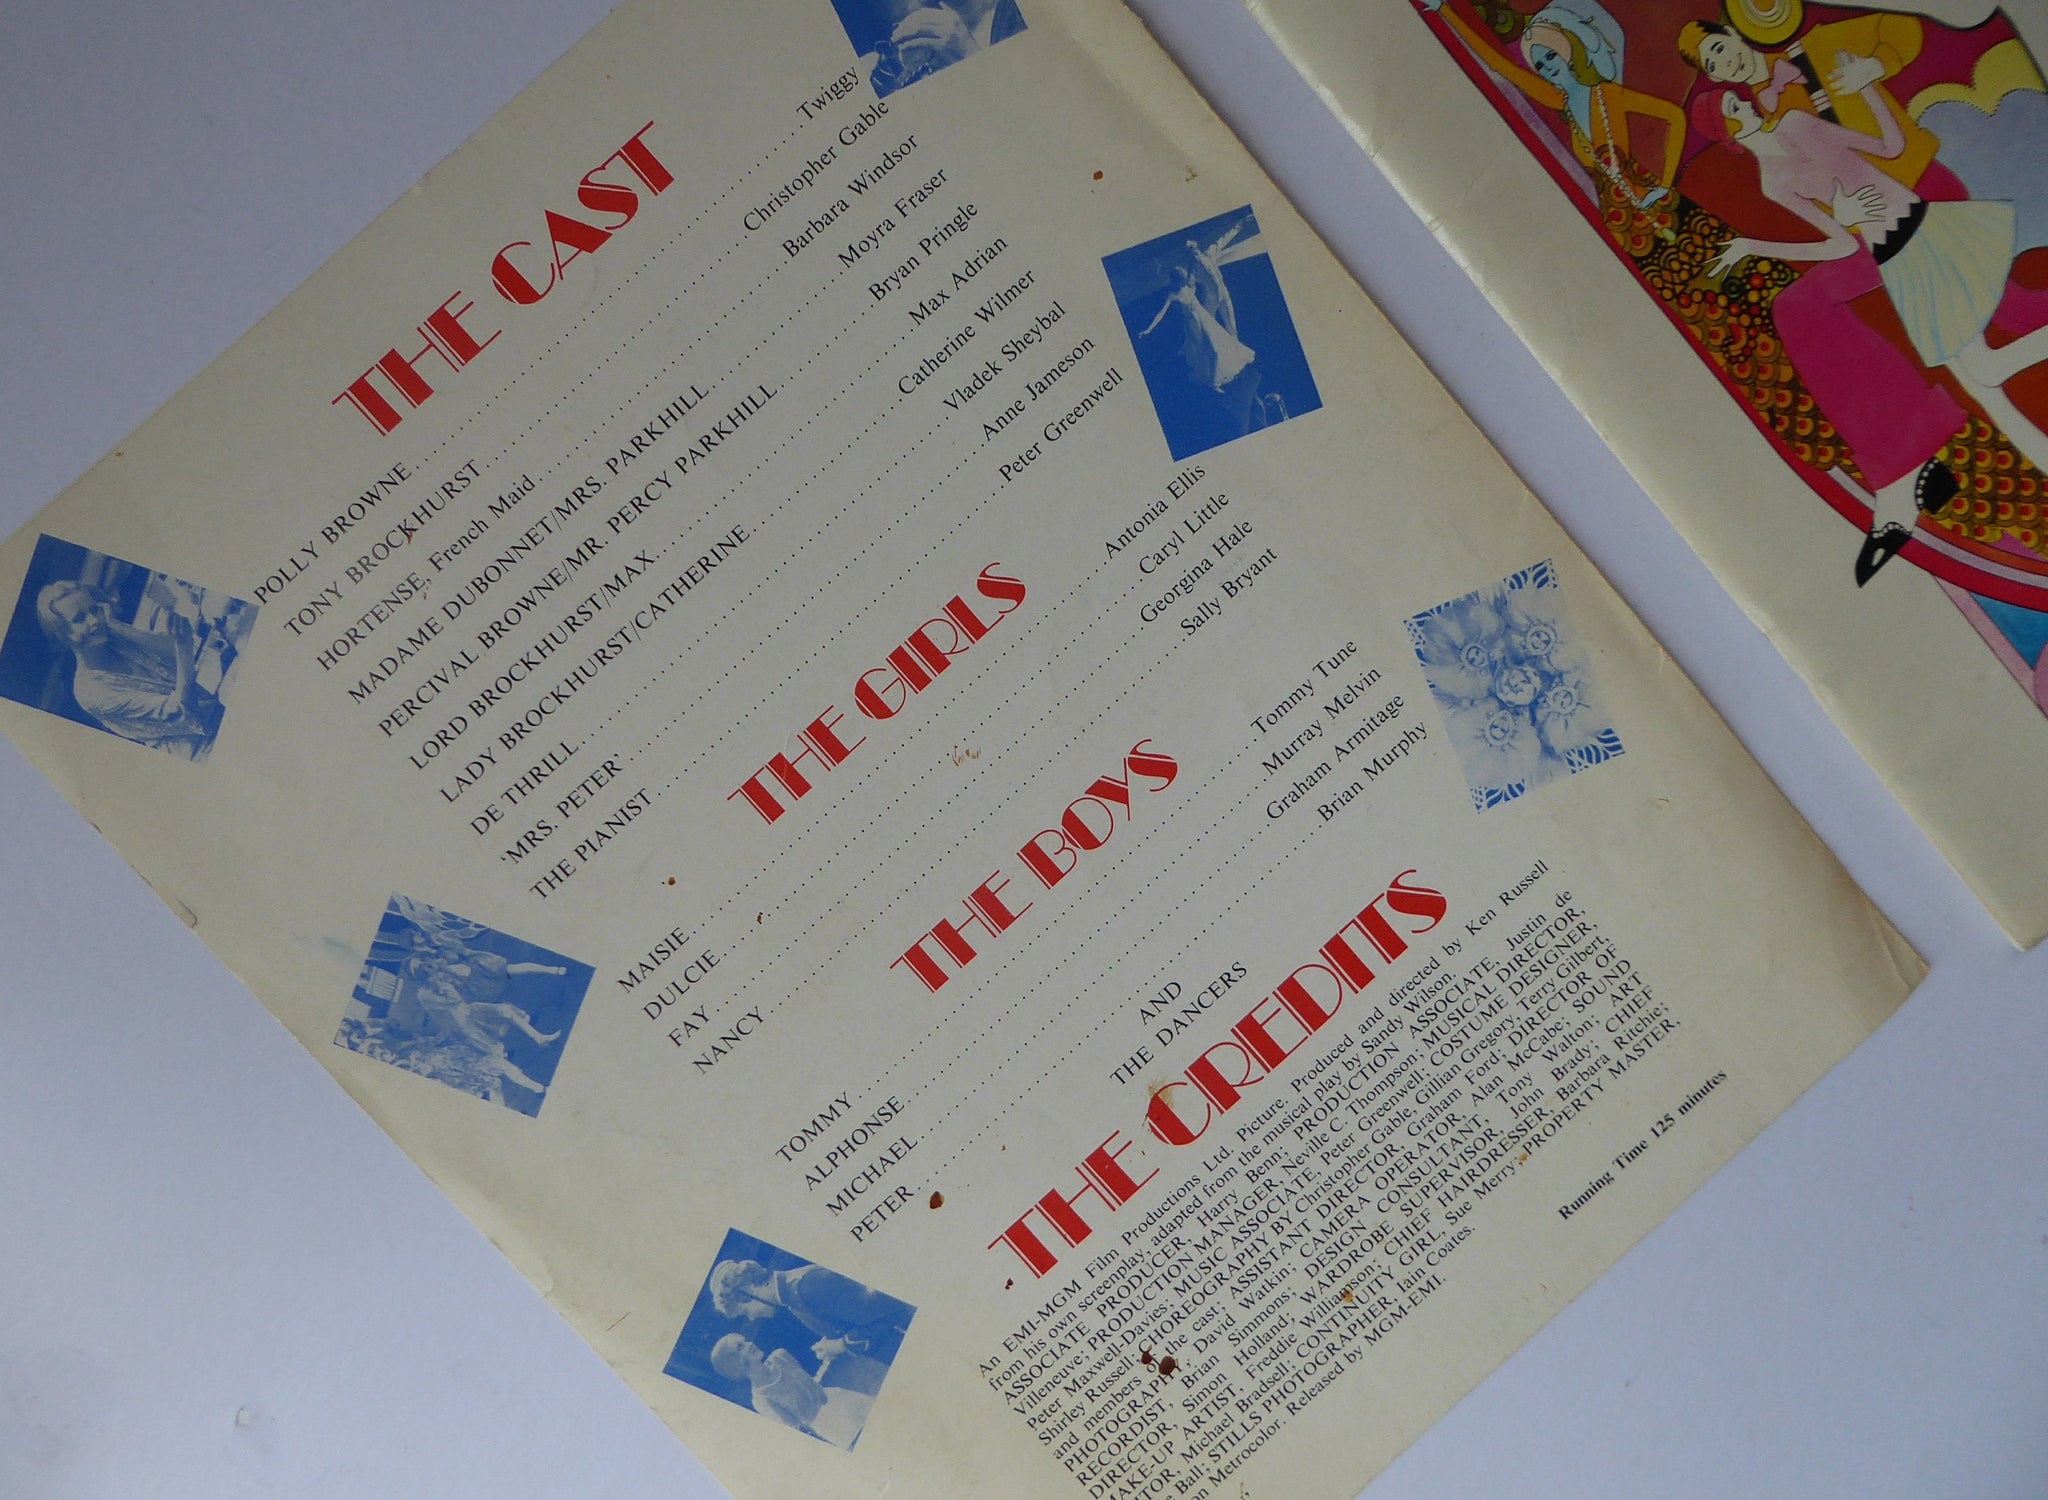 THE CAST
POLLY BROWNE ........ Twiggy
TONY BROCKHURST ........ Christopher Gable
HORTENSE, French Maid ........ Barbara Windsor
MADAME DUBONNET/MRS. PARKHILL ........ Moyra Fraser
PERCIVAL BROWNE/MR. PERCY PARKHILL ........ Bryan Pringle
LORD BROCKHURST/MAX ........ Max Adrian
LADY BROCKHURST/CATHERINE ........ Catherine Wilmer
DE THRILL ........ Vladek Sheybal
'MRS. PETER' ........ Anne Jameson
THE PIANIST ........ Peter Greenwell
THE GIRLS
MAISIE ........ Antonia Ellis
DULCIE ........ Caryl Little
FAY ........ Georgina Hale
NANCY ........ Sally Bryant
THE BOYS
TOMMY ........ Tommy Tune
ALPHONSE ........ Murray Melvin
MICHAEL ........ Graham Armitage
PETER ........ Brian Murphy
AND
THE DANCERS
THE CREDITS
An EMI-MGM Film Productions Ltd. Picture. Produced and directed by Ken Russell
from his own screenplay, adapted from the musical play by Sandy Wilson.
ASSOCIATE PRODUCER, Harry Benn; PRODUCTION ASSOCIATE, Justin de
Villeneuve; PRODUCTION MANAGER, Neville C. Thompson; MUSICAL DIRECTOR,
Peter Maxwell-Davies; MUSIC ASSOCIATE, Peter Greenwell; COSTUME DESIGNER,
Shirley Russell; CHOREOGRAPHY BY Christopher Gable, Gillian Gregory, Terry Gilbert,
and members of the cast; ASSISTANT DIRECTOR, Graham Ford; DIRECTOR OF
PHOTOGRAPHY, David Watkin; CAMERA OPERATOR, Alan McCabe; SOUND
RECORDIST, Brian Simmons; DESIGN CONSULTANT, Tony Walton; ART
DIRECTOR, Simon Holland; WARDROBE SUPERVISOR, John Brady; CHIEF
MAKE-UP ARTIST, Freddie Williamson; CHIEF HAIRDRESSER, Barbara Ritchie;
Michael Bradsell; CONTINUITY GIRL, Sue Merry; PROPERTY MASTER,
Ball; STILLS PHOTOGRAPHER, Iain Coates.
Metrocolor. Released by MGM-EMI.
Running Time 125 minutes